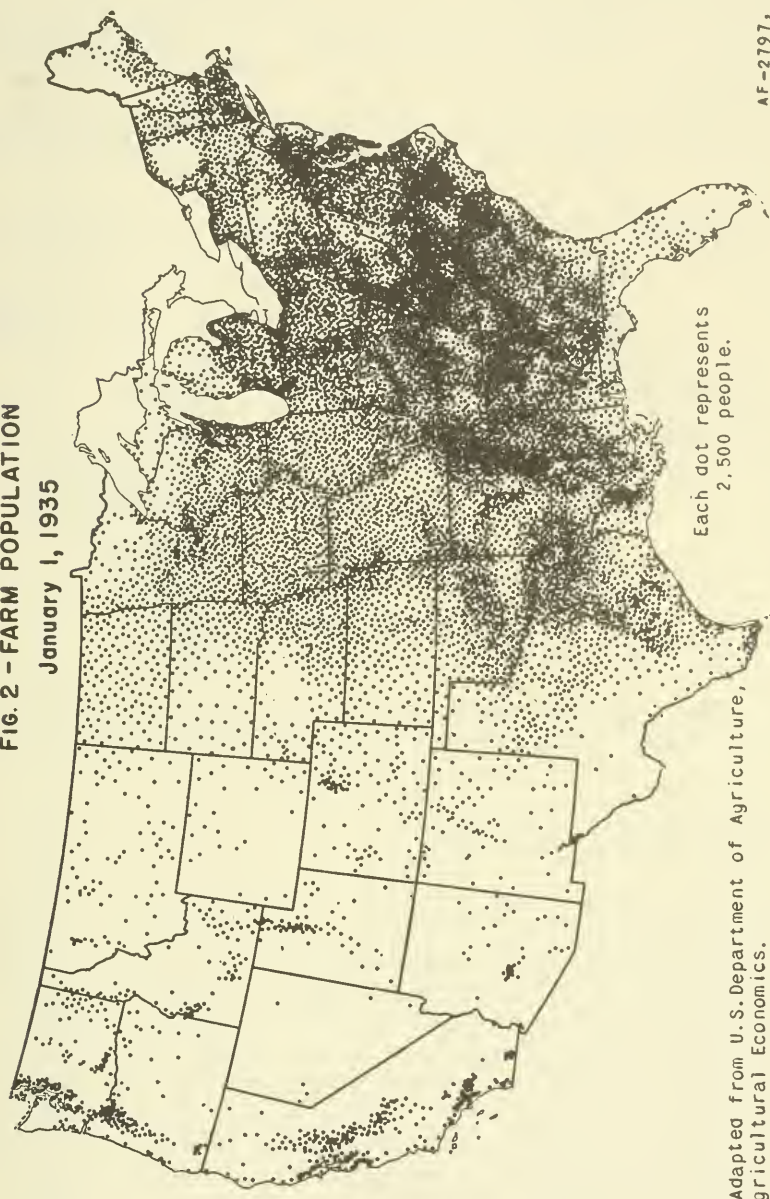 FIG. 2 - FARM POPULATION
January 1, 1935
Each dot represents
2,500 people.
Adapted from U.S. Department of Agriculture,
gricultural Economics.
AF-2797,